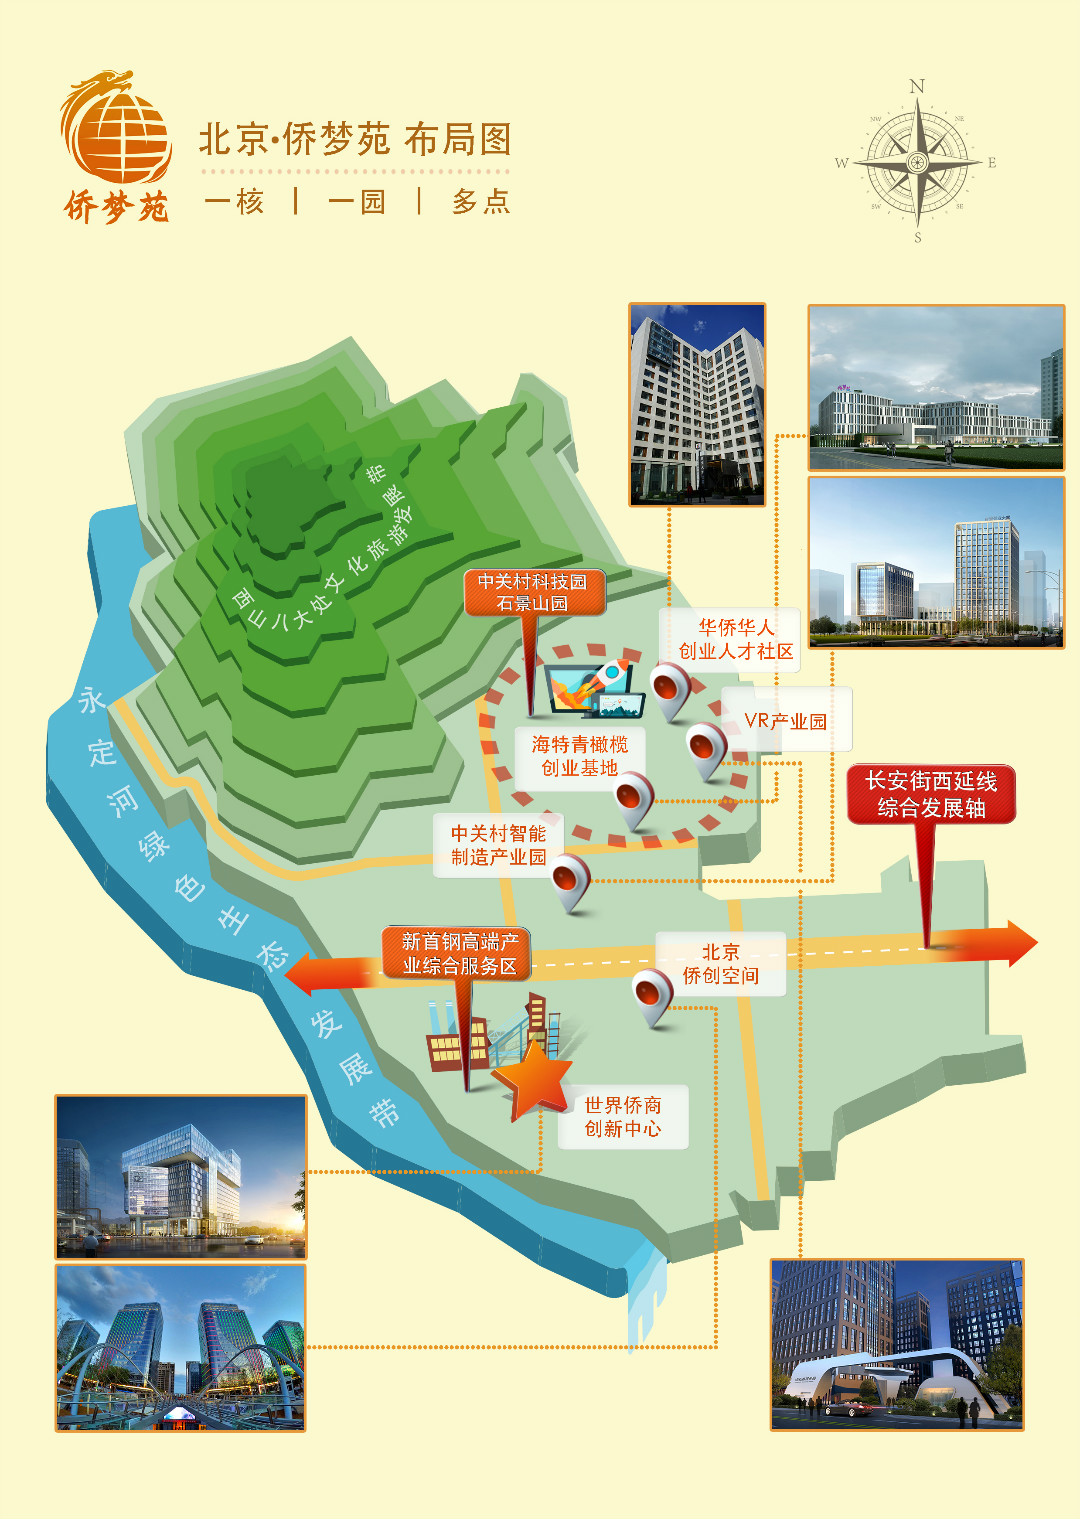 侨梦苑
北京·侨梦苑 布局图
一核 | 一园 | 多点
N
NW
NE
W
E
SW
SE
S
西山八大处文化旅游发展带
中关村科技园
石景山园
华侨华人
创业人才社区
VR产业园
海特青橄榄
创业基地
长安街西延线
综合发展轴
中关村智能
制造产业园
新首钢高端产
业综合服务区
北京
侨创空间
世界侨商
创新中心
永定河绿色生态发展带